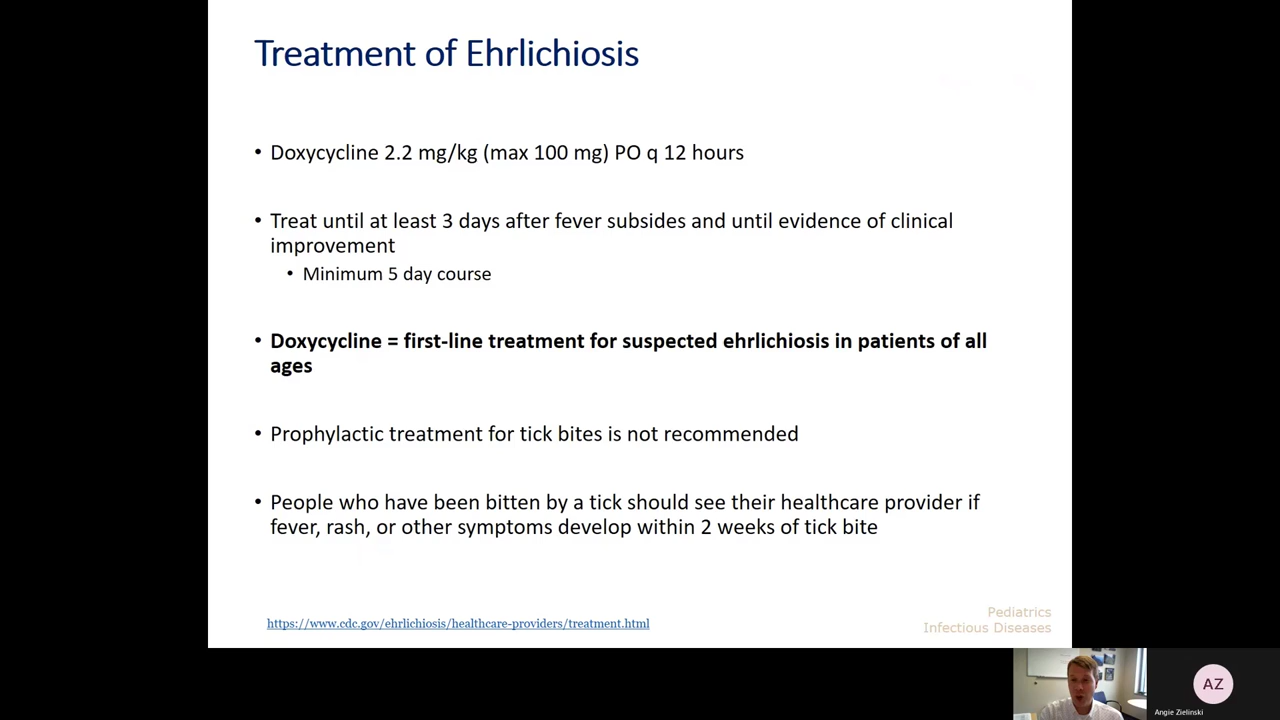 Treatment of Ehrlichiosis
• Doxycycline 2.2 mg/kg (max 100 mg) PO q 12 hours
• Treat until at least 3 days after fever subsides and until evidence of clinical
improvement
• Minimum 5 day course
• Doxycycline = first-line treatment for suspected ehrlichiosis in patients of all
ages
• Prophylactic treatment for tick bites is not recommended
• People who have been bitten by a tick should see their healthcare provider if
fever, rash, or other symptoms develop within 2 weeks of tick bite
https://www.cdc.gov/ehrlichiosis/healthcare-providers/treatment.html
Pediatrics
Infectious Diseases
AZ
Angie Zielinski